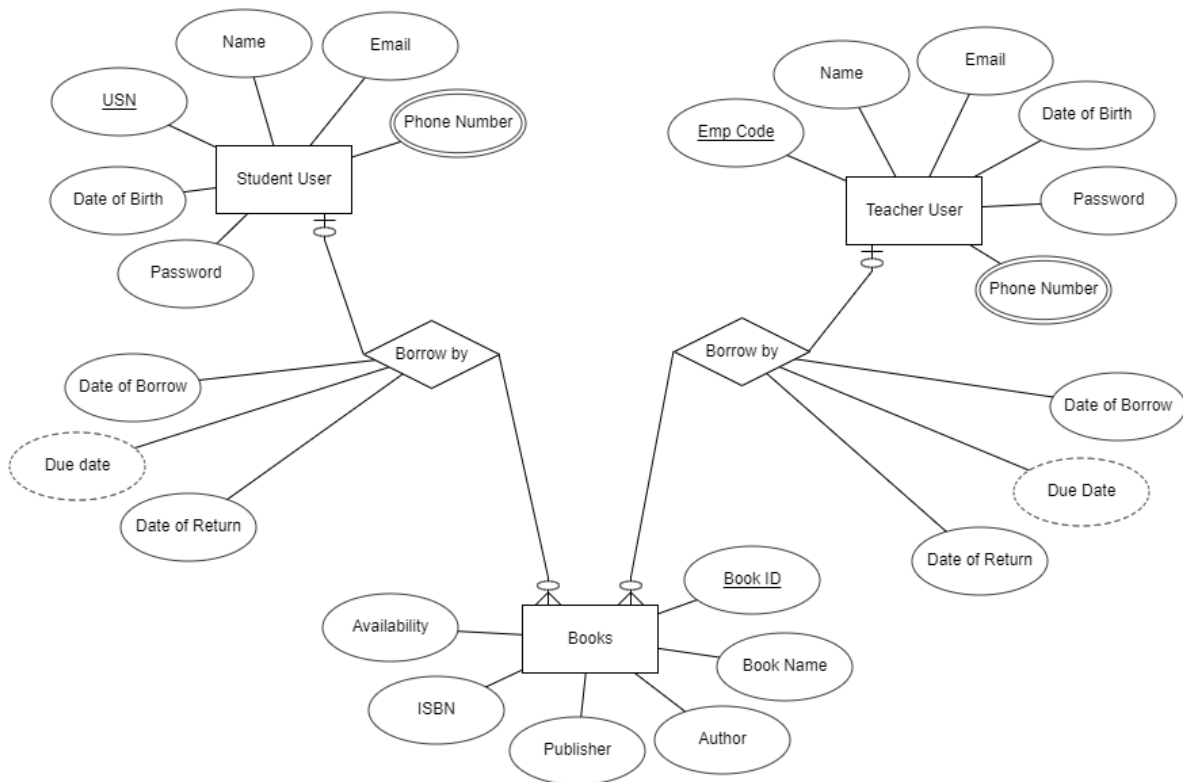 Name
Email
USN
Phone Number
Student User
Date of Birth
Password
Name
Email
Emp Code
Date of Birth
Teacher User
Password
Phone Number
Borrow by
Date of Borrow
Due date
Date of Return
Borrow by
Date of Borrow
Due Date
Date of Return
Book ID
Availability
Books
Book Name
ISBN
Publisher
Author